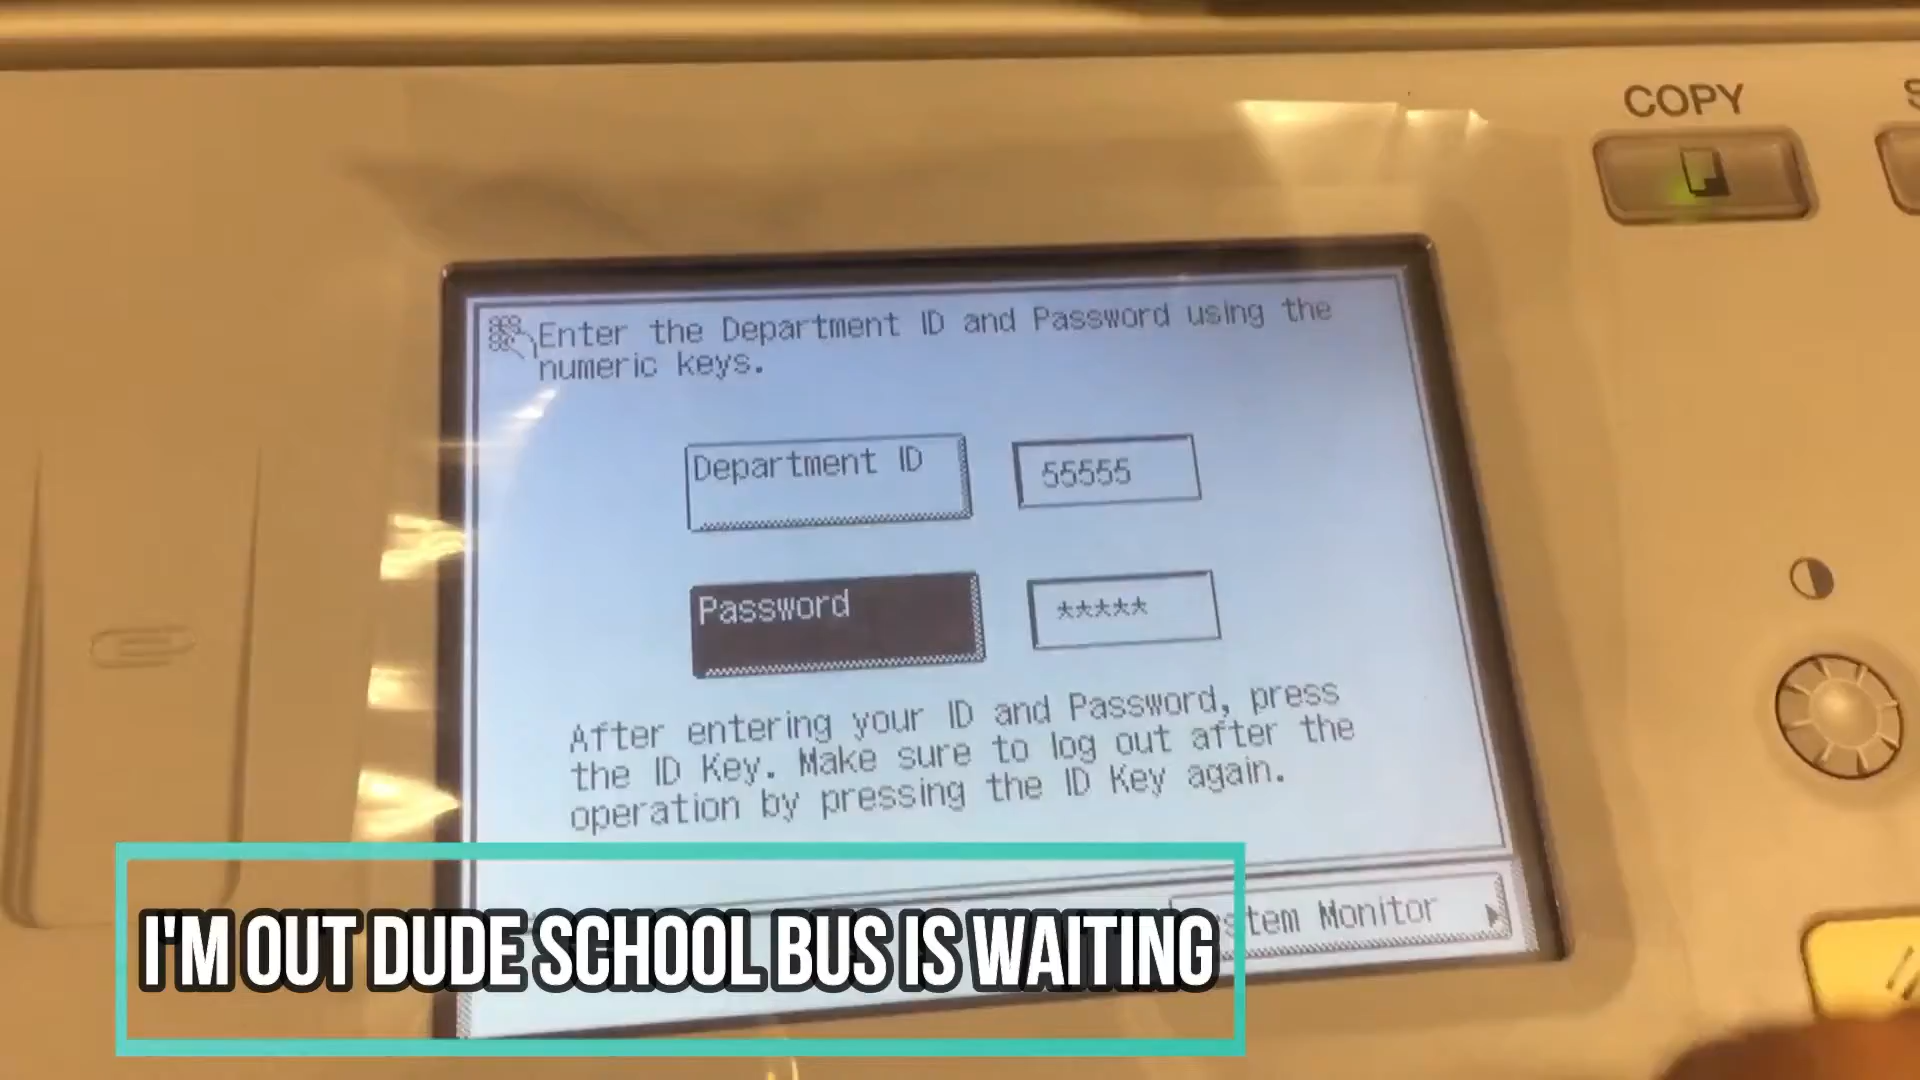 COPY
Enter the Department ID and Password using the
numeric keys.
Department ID
55555
Password
*****
After entering your ID and Password, press
the ID Key. Make sure to log out after the
operation by pressing the ID Key again.
Monitor
I'M OUT DUDE SCHOOL BUS IS WAITING